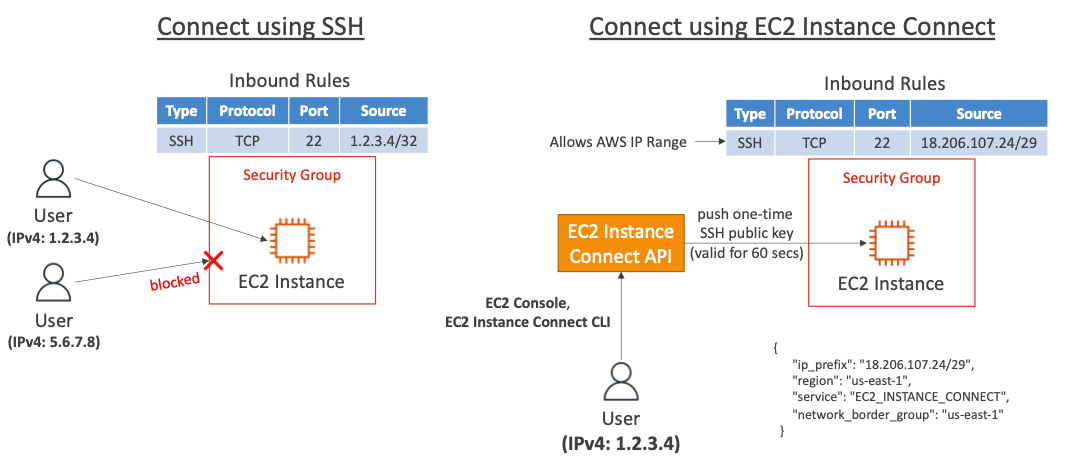 Connect using SSH
Inbound Rules
Type Protocol Port Source
SSH TCP 22 1.2.3.4/32
Security Group
User
(IPv4: 1.2.3.4)
blocked
EC2 Instance
User
(IPv4: 5.6.7.8)
Connect using EC2 Instance Connect
Inbound Rules
Type Protocol Port Source
Allows AWS IP Range
SSH TCP 22 18.206.107.24/29
Security Group
EC2 Instance
Connect API
push one-time
SSH public key
(valid for 60 secs)
EC2 Instance
EC2 Console,
EC2 Instance Connect CLI
User
(IPv4: 1.2.3.4)
{
"ip_prefix": "18.206.107.24/29",
"region": "us-east-1",
"service": "EC2_INSTANCE_CONNECT",
"network_border_group": "us-east-1"
}